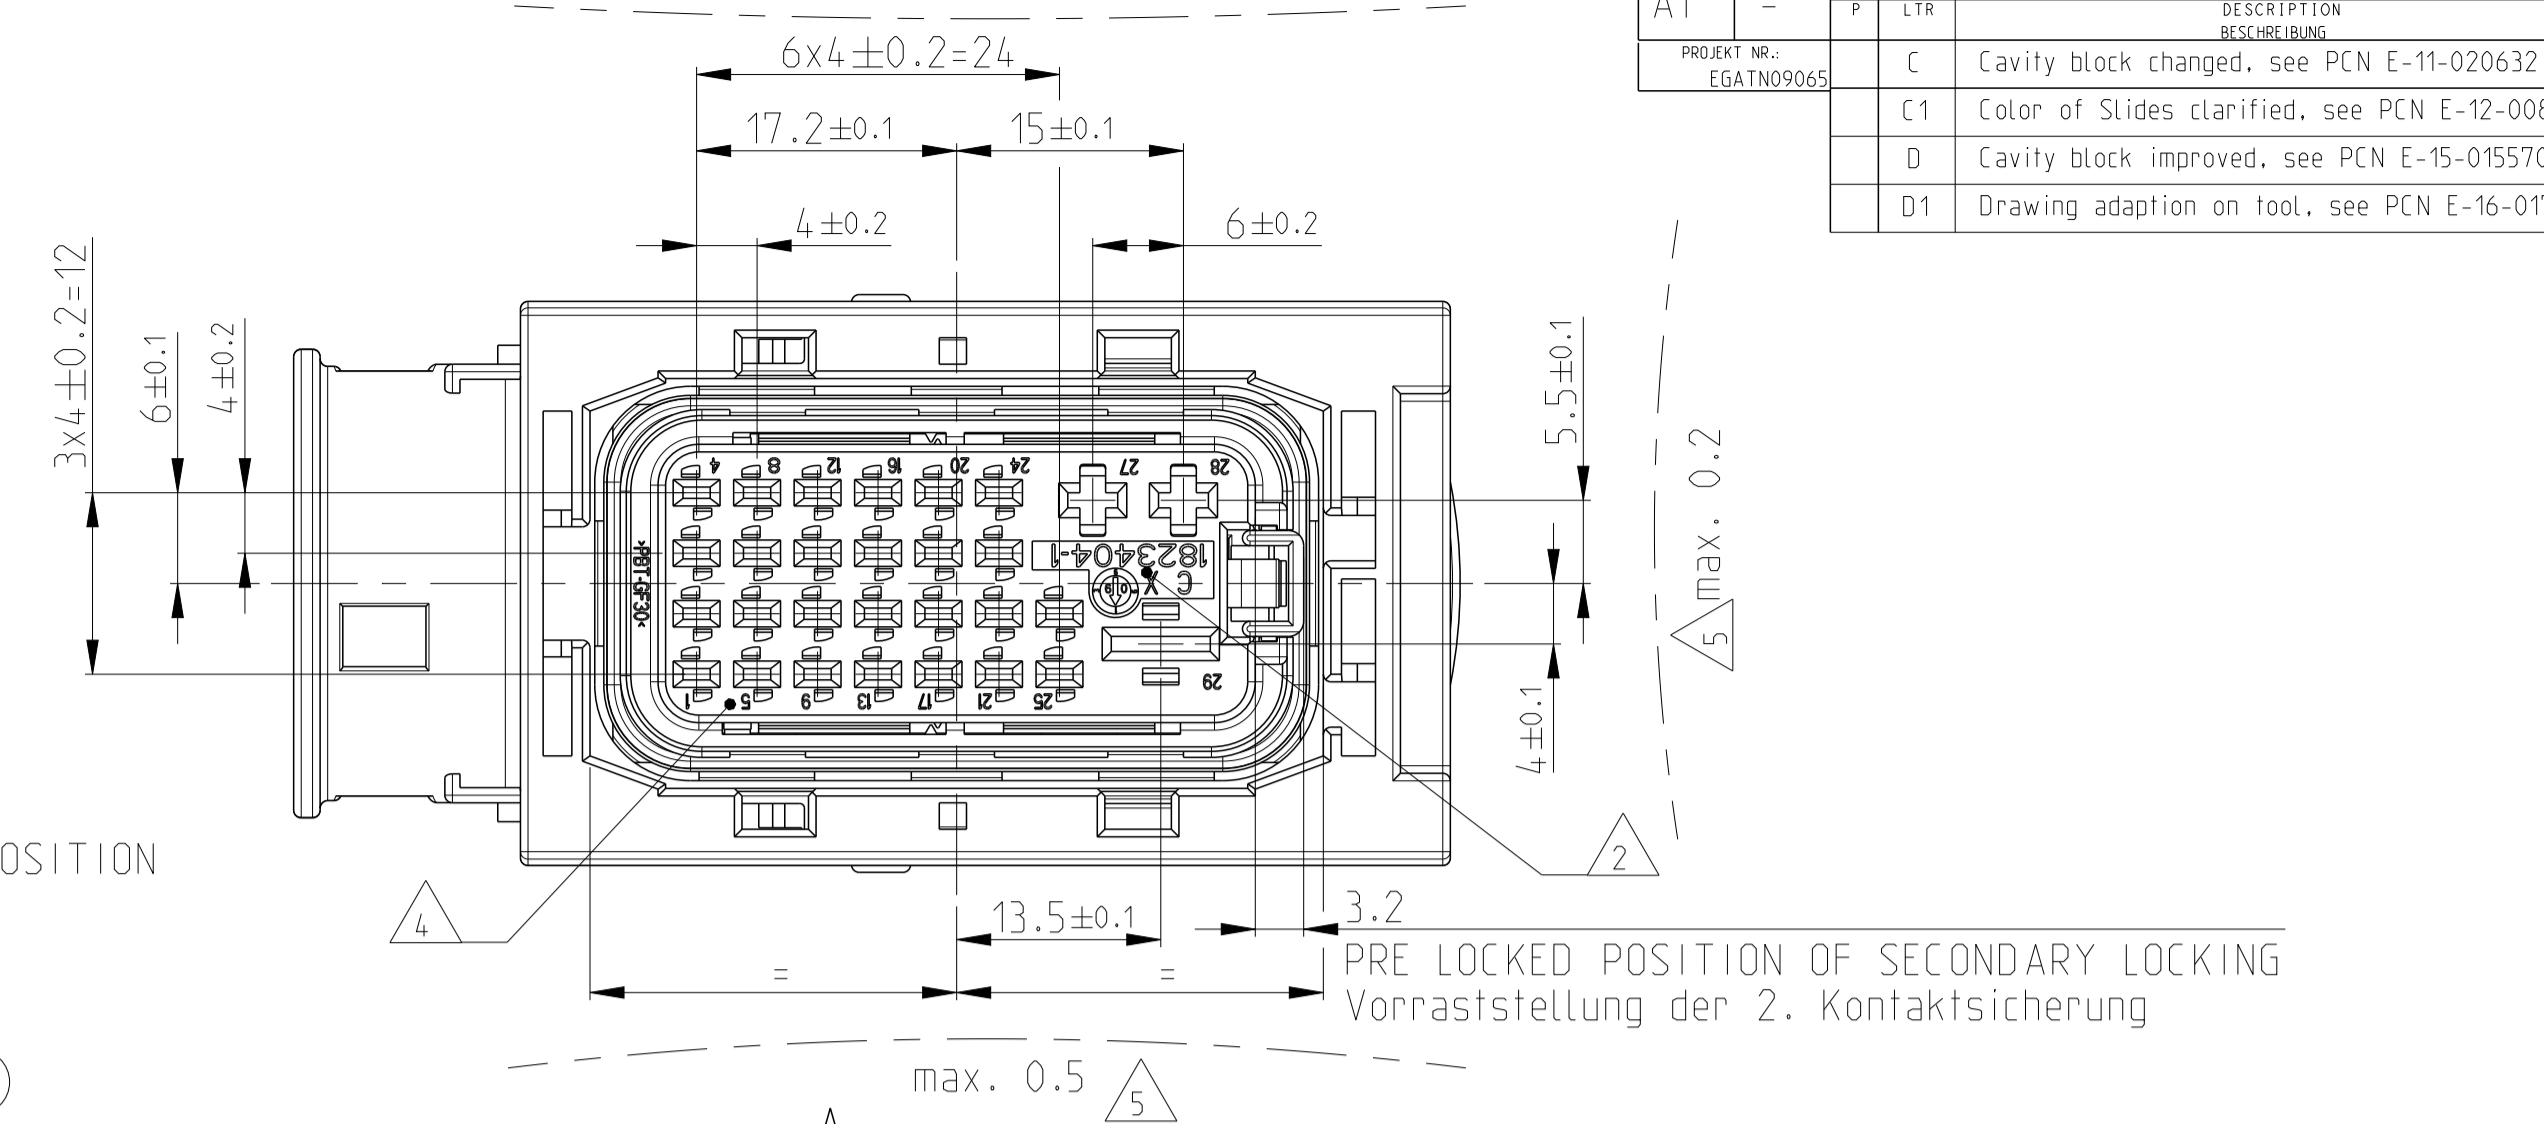 A1 -
P LTR DESCRIPTION
BESCHREIBUNG
PROJEKT NR.:
EGATN09065
C Cavity block changed, see PCN E-11-020632
C1 Color of Slides clarified, see PCN E-12-008
D Cavity block improved, see PCN E-15-015570
D1 Drawing adaption on tool, see PCN E-16-017
6x4±0.2=24
17.2±0.1 15±0.1
4±0.2 6±0.2
3x4±0.2=12
6±0.1
4±0.2
5.5±0.1
4±0.1
max. 0.2
5
4 8 12 16 20 24 27 28
>PBT-GF30<
1823404-1
C X
09
1 5 9 13 17 21 25 29
OSITION
2
4
13.5±0.1
3.2
= =
PRE LOCKED POSITION OF SECONDARY LOCKING
Vorraststellung der 2. Kontaktsicherung
max. 0.5
5